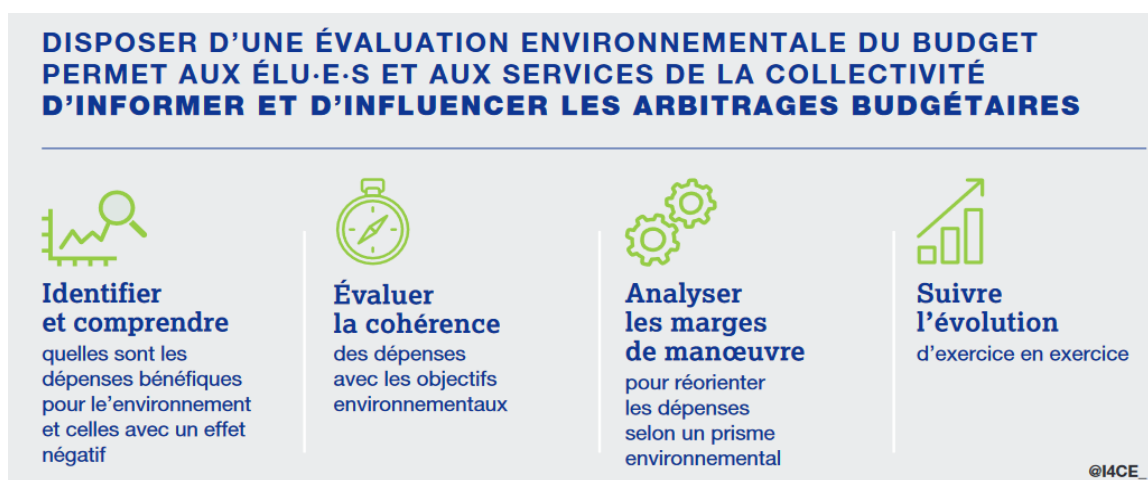 DISPOSER D'UNE ÉVALUATION ENVIRONNEMENTALE DU BUDGET
PERMET AUX ÉLU·E·S ET AUX SERVICES DE LA COLLECTIVITÉ
D'INFORMER ET D'INFLUENCER LES ARBITRAGES BUDGÉTAIRES
Identifier
et comprendre
quelles sont les
dépenses bénéfiques
pour le'environnement
et celles avec un effet
négatif
Évaluer
la cohérence
des dépenses
avec les objectifs
environnementaux
Analyser
les marges
de manœuvre
pour réorienter
les dépenses
selon un prisme
environnemental
Suivre
l'évolution
d'exercice en exercice
@I4CE_